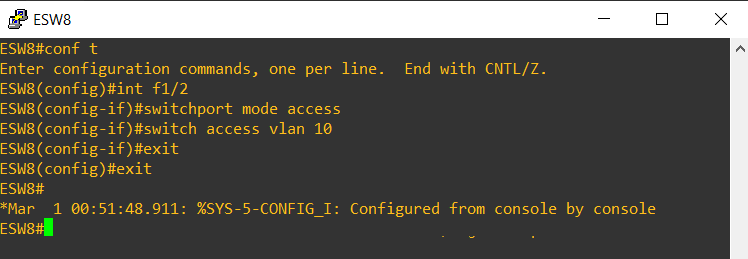 ESW8
ESW8#conf t
Enter configuration commands, one per line.  End with CNTL/Z.
ESW8(config)#int f1/2
ESW8(config-if)#switchport mode access
ESW8(config-if)#switch access vlan 10
ESW8(config-if)#exit
ESW8(config)#exit
ESW8#
*Mar  1 00:51:48.911: %SYS-5-CONFIG_I: Configured from console by console
ESW8#